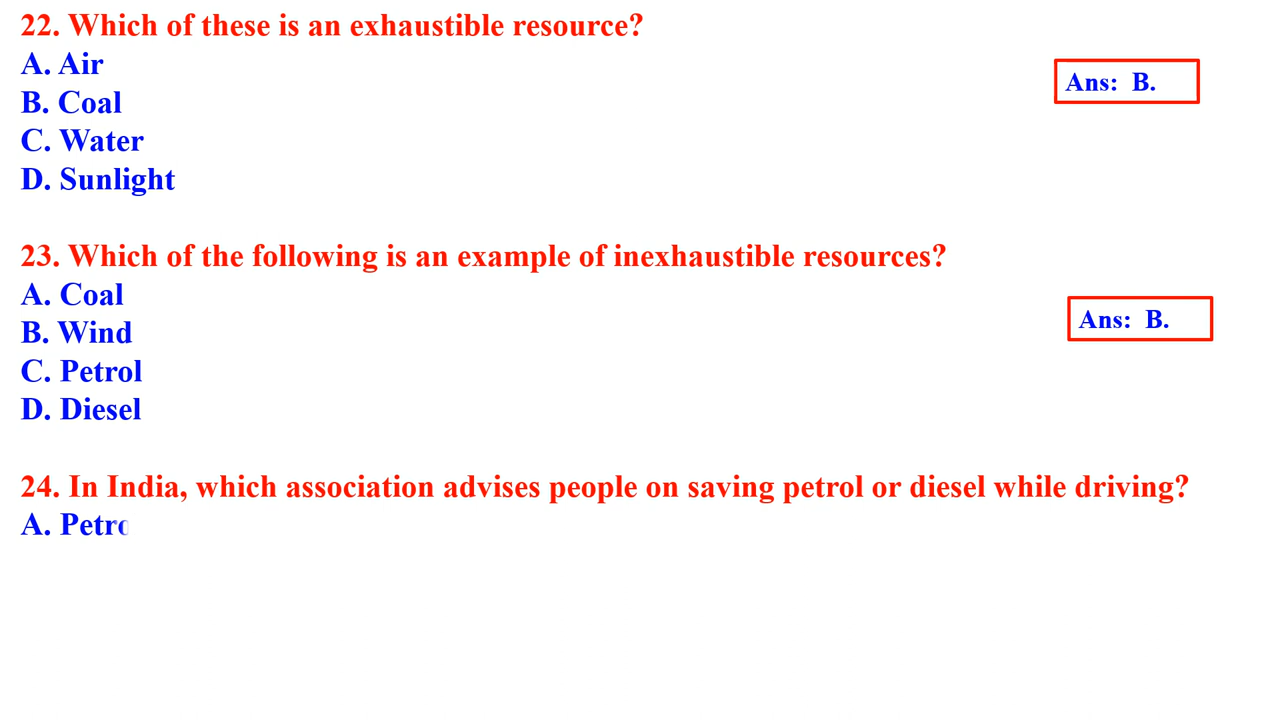 22. Which of these is an exhaustible resource?
A. Air
Ans: B.
B. Coal
C. Water
D. Sunlight
23. Which of the following is an example of inexhaustible resources?
A. Coal
Ans: B.
B. Wind
C. Petrol
D. Diesel
24. In India, which association advises people on saving petrol or diesel while driving?
A. Petro